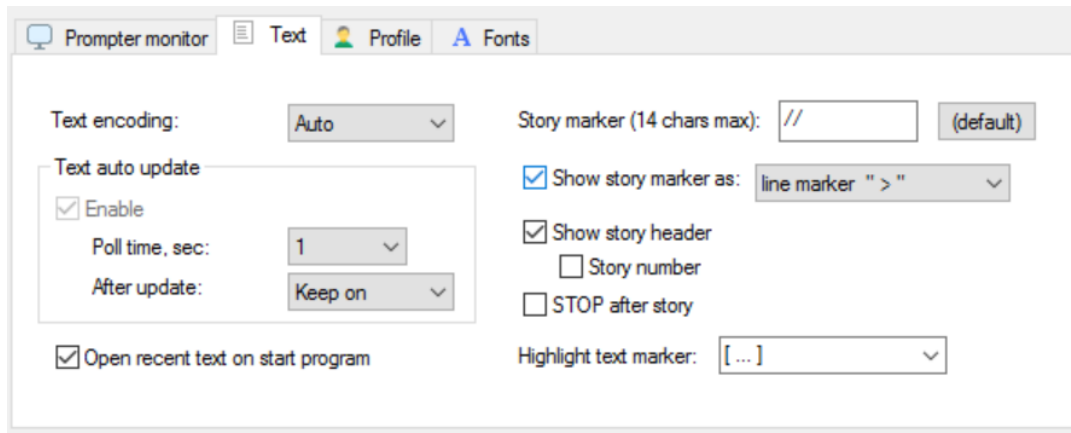 Prompter monitor Text Profile A Fonts
Text encoding: Auto
Text auto update
Enable
Poll time, sec: 1
After update: Keep on
Open recent text on start program
Story marker (14 chars max): // (default)
Show story marker as: line marker " > "
Show story header
Story number
STOP after story
Highlight text marker: [ ... ]